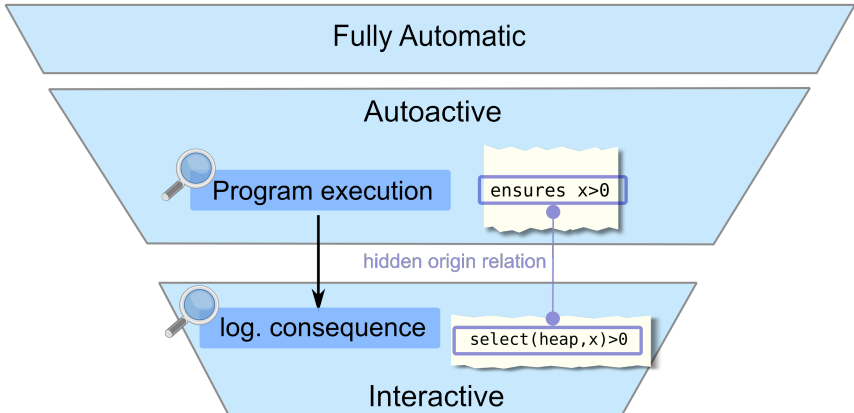 Fully Automatic
Autoactive
Program execution
ensures x>0
hidden origin relation
log. consequence
select(heap,x)>0
Interactive